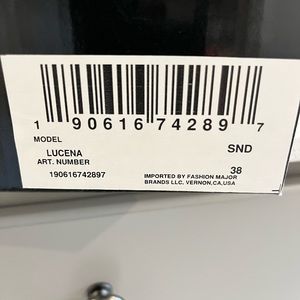 1 90616 74289 7
MODEL
LUCENA
SND
ART. NUMBER
38
190616742897
IMPORTED BY FASHION MAJOR
BRANDS LLC. VERNON,CA,USA